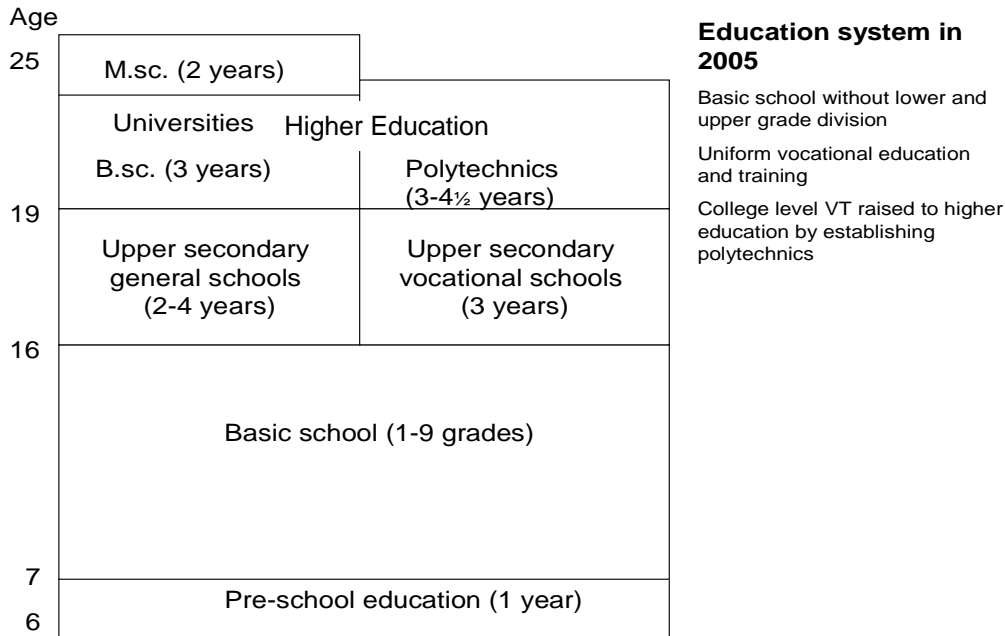 Age
25
M.sc. (2 years)
Universities
Higher Education
B.sc. (3 years)
Polytechnics
(3-4½ years)
19
Upper secondary
general schools
(2-4 years)
Upper secondary
vocational schools
(3 years)
16
Basic school (1-9 grades)
7
Pre-school education (1 year)
6
Education system in
2005
Basic school without lower and
upper grade division
Uniform vocational education
and training
College level VT raised to higher
education by establishing
polytechnics